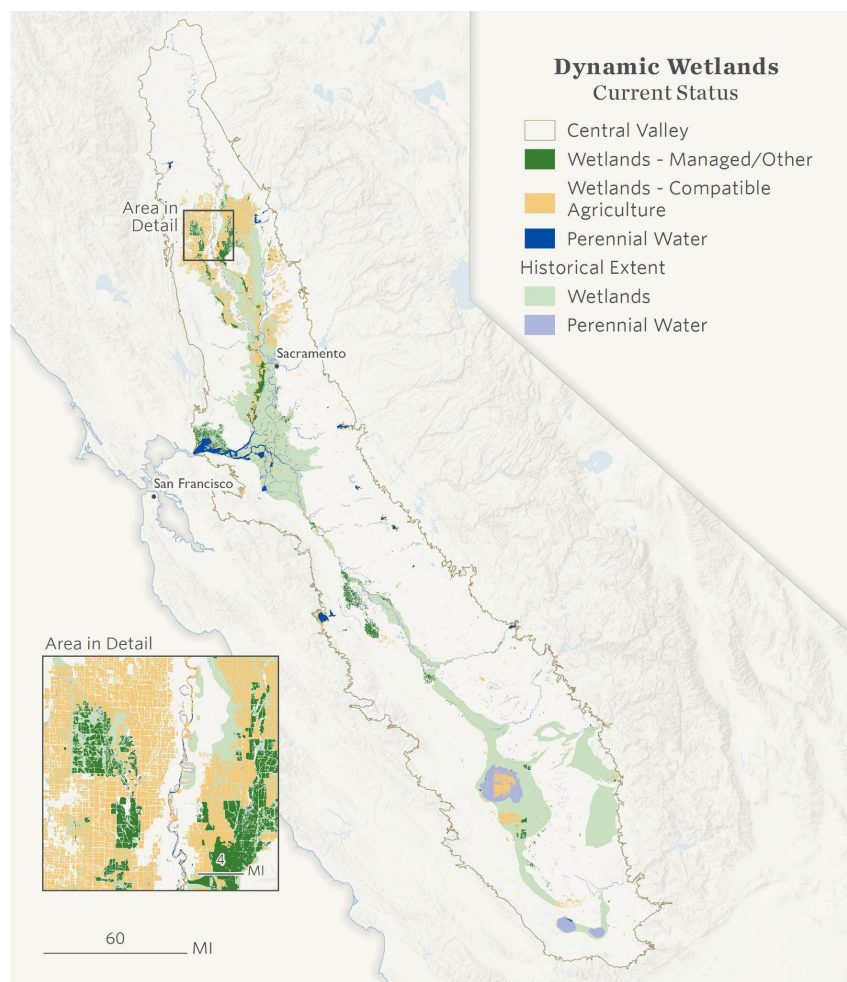 Dynamic Wetlands
Current Status
Central Valley
Wetlands - Managed/Other
Wetlands - Compatible
Agriculture
Perennial Water
Historical Extent
Wetlands
Perennial Water
Area in
Detail
Sacramento
San Francisco
Area in Detail
4
MI
60
MI